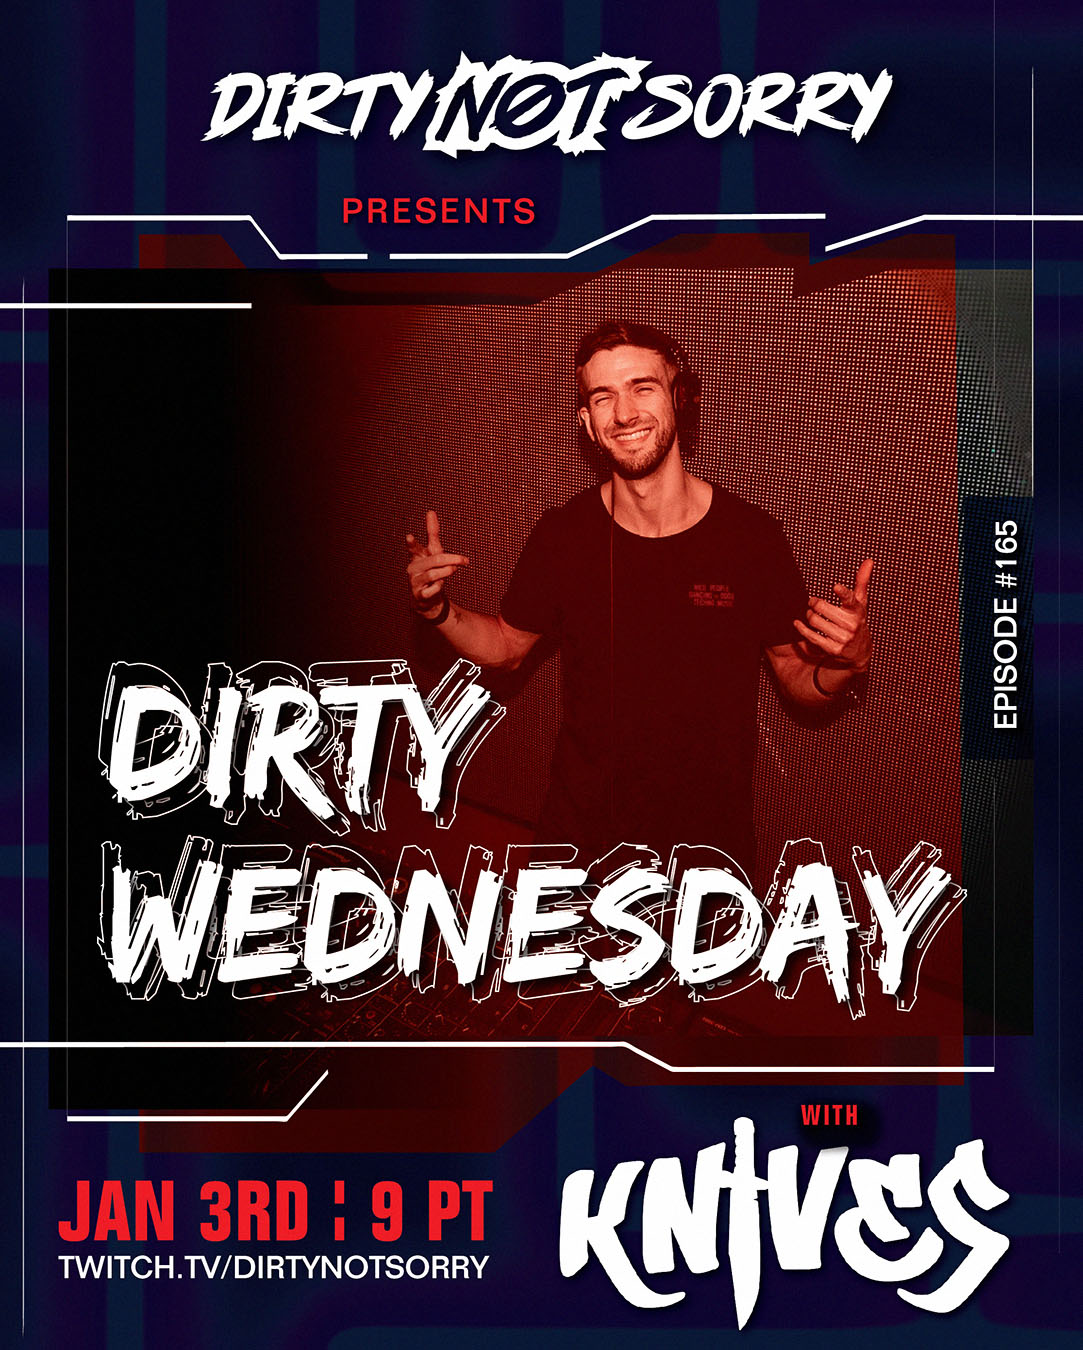 DIRTY NOT SORRY
PRESENTS
EPISODE #165
DIRTY
WEDNESDAY
WITH
KNIVES
JAN 3RD ¦ 9 PT
TWITCH.TV/DIRTYNOTSORRY